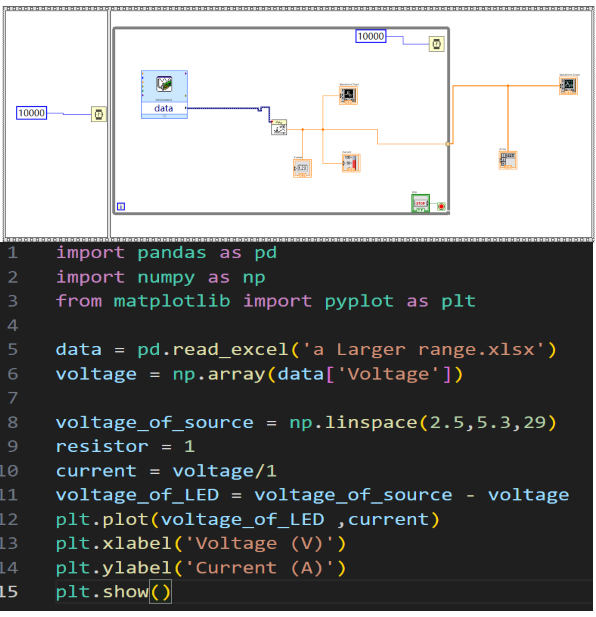 10000
10000
data
STOP
i
1 import pandas as pd
2 import numpy as np
3 from matplotlib import pyplot as plt
4
5 data = pd.read_excel('a Larger range.xlsx')
6 voltage = np.array(data['Voltage'])
7
8 voltage_of_source = np.linspace(2.5,5.3,29)
9 resistor = 1
10 current = voltage/1
11 voltage_of_LED = voltage_of_source - voltage
12 plt.plot(voltage_of_LED ,current)
13 plt.xlabel('Voltage (V)')
14 plt.ylabel('Current (A)')
15 plt.show()